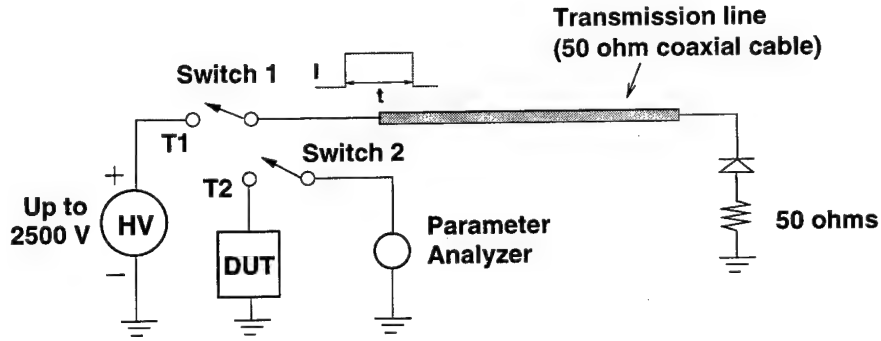 Transmission line
(50 ohm coaxial cable)
Switch 1
I
t
T1
Switch 2
T2
+
Up to
2500 V
HV
−
DUT
Parameter
Analyzer
50 ohms